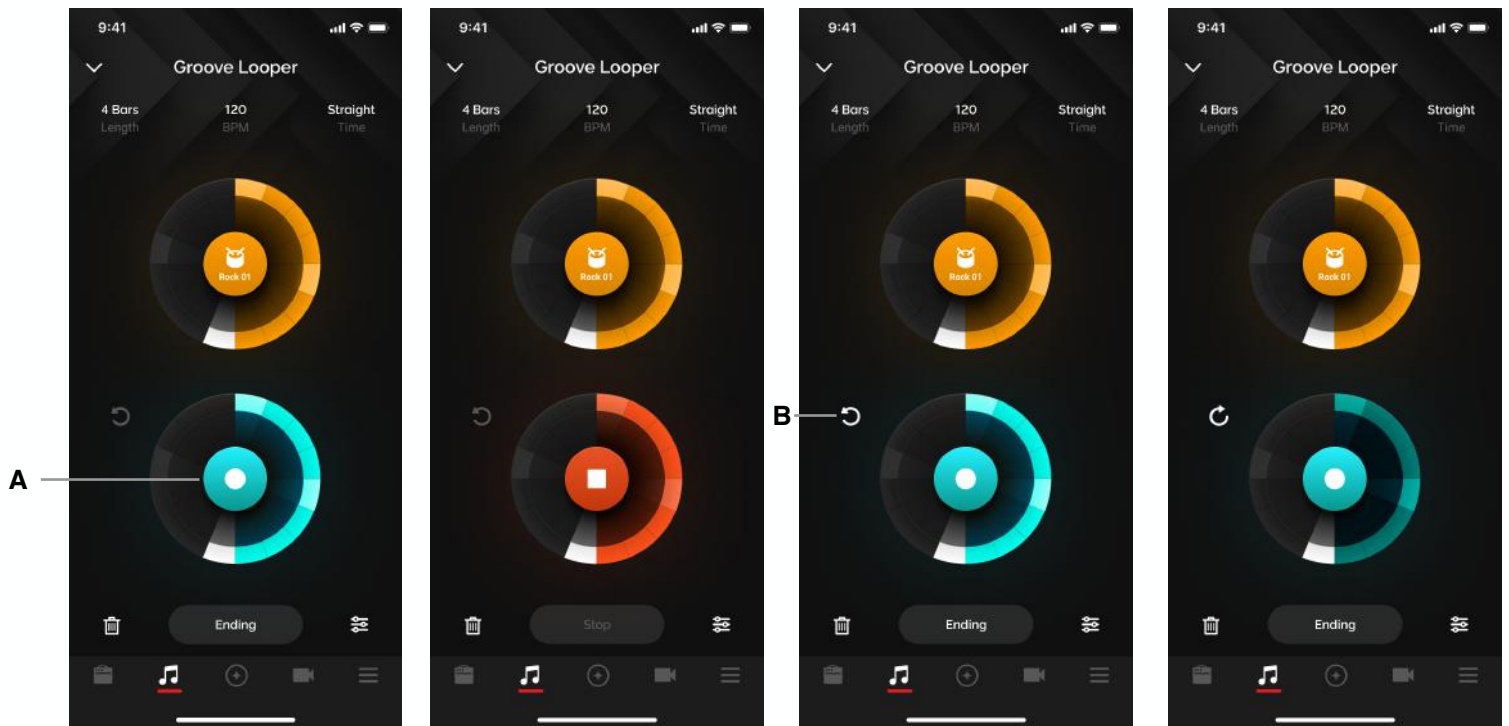 9:41
Groove Looper
4 Bars 120 Straight
Length BPM Time
Rock 01
Ending
9:41
Groove Looper
4 Bars 120 Straight
Length BPM Time
Rock 01
Stop
9:41
Groove Looper
4 Bars 120 Straight
Length BPM Time
Rock 01
Ending
9:41
Groove Looper
4 Bars 120 Straight
Length BPM Time
Rock 01
Ending
A
B